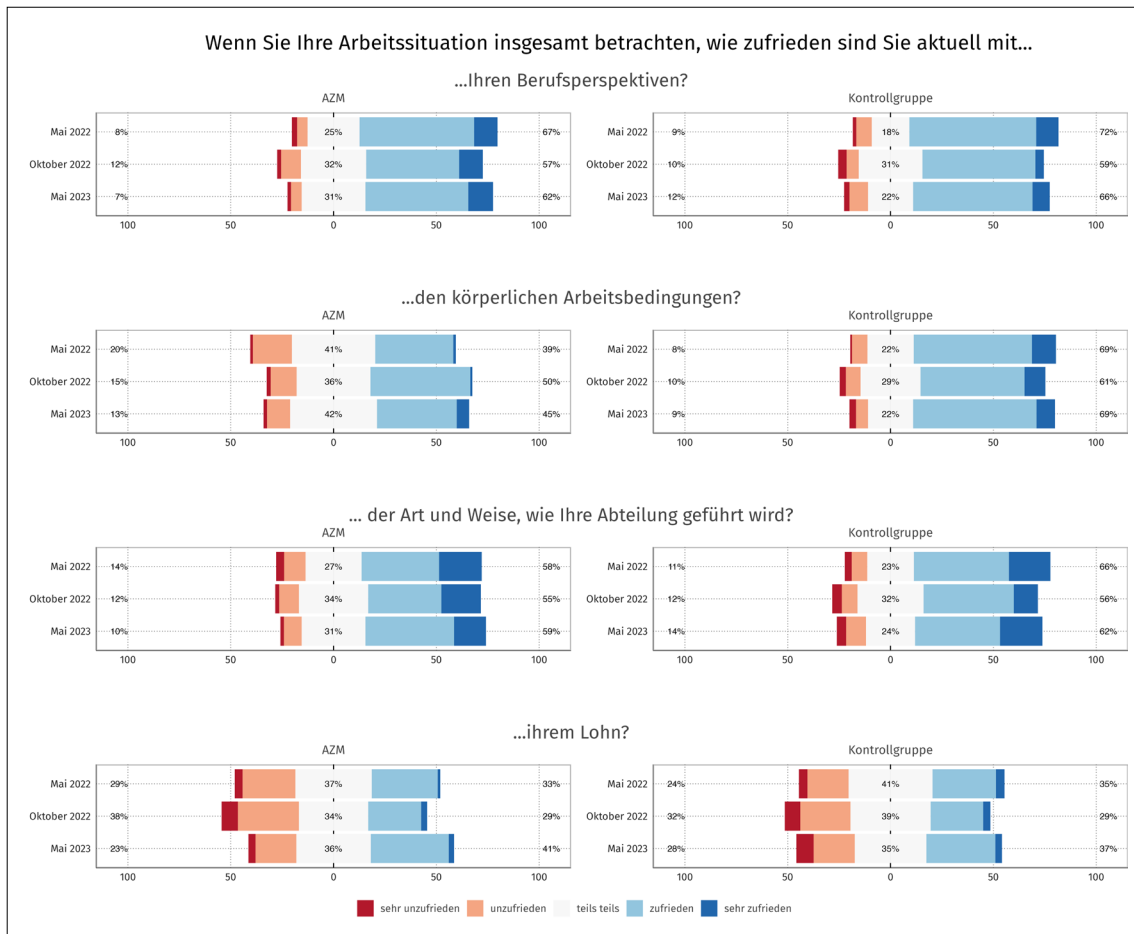 Wenn Sie Ihre Arbeitssituation insgesamt betrachten, wie zufrieden sind Sie aktuell mit...
...Ihren Berufsperspektiven?
AZM Kontrollgruppe
Mai 2022 8% 25% 67% Mai 2022 9% 18% 72%
Oktober 2022 12% 32% 57% Oktober 2022 10% 31% 59%
Mai 2023 7% 31% 62% Mai 2023 12% 22% 66%
100 50 0 50 100 100 50 0 50 100
...den körperlichen Arbeitsbedingungen?
AZM Kontrollgruppe
Mai 2022 20% 41% 39% Mai 2022 8% 22% 69%
Oktober 2022 15% 36% 50% Oktober 2022 10% 29% 61%
Mai 2023 13% 42% 45% Mai 2023 9% 22% 69%
100 50 0 50 100 100 50 0 50 100
... der Art und Weise, wie Ihre Abteilung geführt wird?
AZM Kontrollgruppe
Mai 2022 14% 27% 58% Mai 2022 11% 23% 66%
Oktober 2022 12% 34% 55% Oktober 2022 12% 32% 56%
Mai 2023 10% 31% 59% Mai 2023 14% 24% 62%
100 50 0 50 100 100 50 0 50 100
...ihrem Lohn?
AZM Kontrollgruppe
Mai 2022 29% 37% 33% Mai 2022 24% 41% 35%
Oktober 2022 38% 34% 29% Oktober 2022 32% 39% 29%
Mai 2023 23% 36% 41% Mai 2023 28% 35% 37%
100 50 0 50 100 100 50 0 50 100
sehr unzufrieden unzufrieden teils teils zufrieden sehr zufrieden